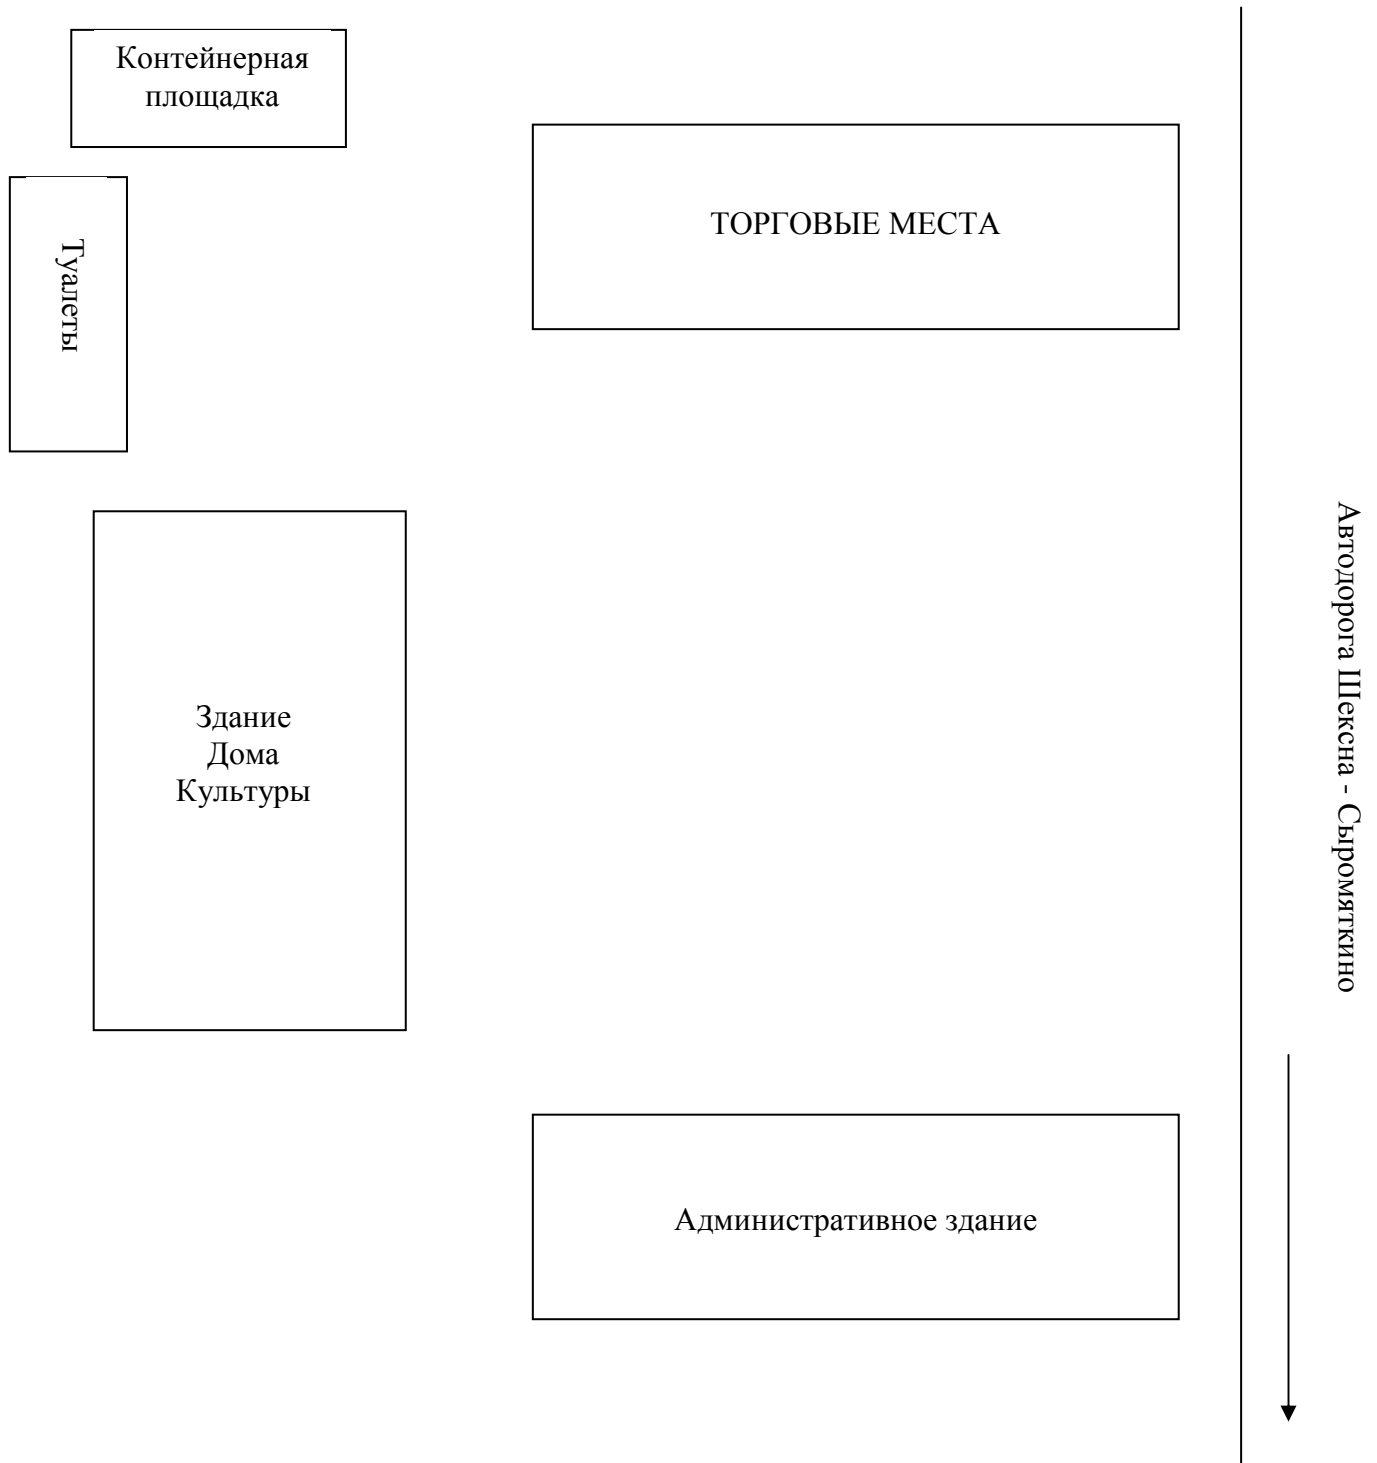 Контейнерная
площадка
ТОРГОВЫЕ МЕСТА
Туалеты
Здание
Дома
Культуры
Автодорога Шексна - Сыромяткино
Административное здание